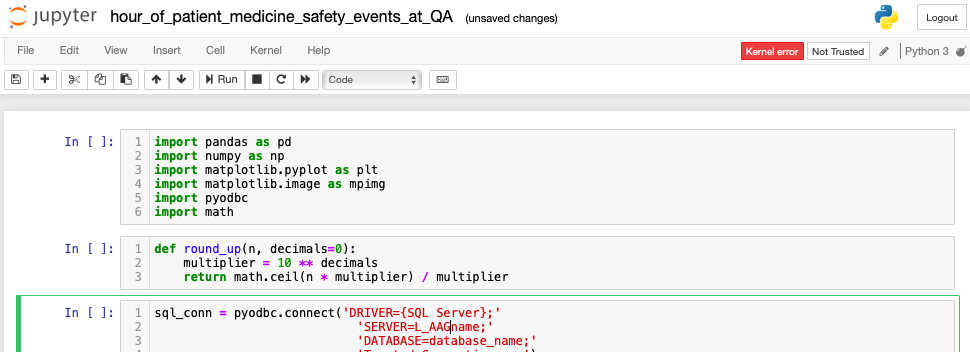 jupyter hour_of_patient_medicine_safety_events_at_QA (unsaved changes) Logout
File Edit View Insert Cell Kernel Help Kernel error Not Trusted Python 3
Run Code
In [ ]: 1 import pandas as pd
2 import numpy as np
3 import matplotlib.pyplot as plt
4 import matplotlib.image as mpimg
5 import pyodbc
6 import math
In [ ]: 1 def round_up(n, decimals=0):
2 multiplier = 10 ** decimals
3 return math.ceil(n * multiplier) / multiplier
In [ ]: 1 sql_conn = pyodbc.connect('DRIVER={SQL Server};'
2 'SERVER=L_AAGname;'
3 'DATABASE=database_name;'